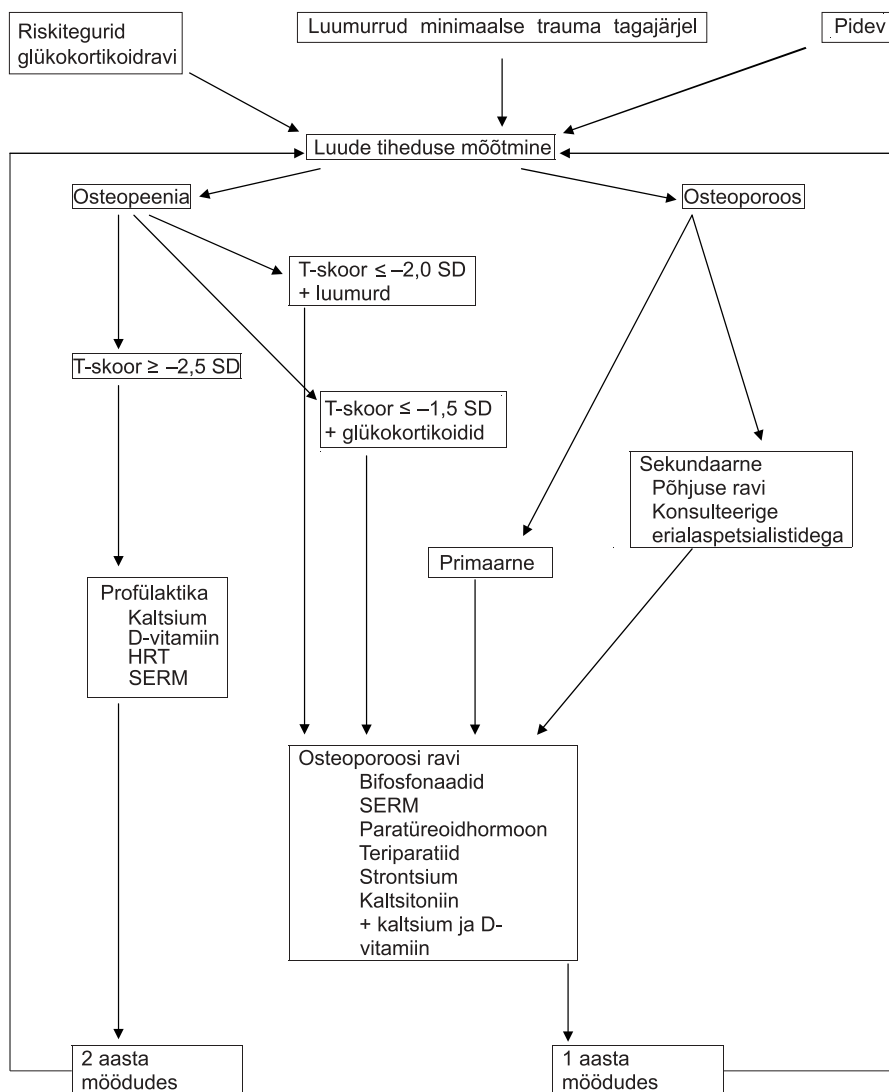 Riskitegurid
glükokortikoidravi
Luumurrud minimaalse trauma tagajärjel
Pidev
Luude tiheduse mõõtmine
Osteopeenia
Osteoporoos
T-skoor ≤ –2,0 SD
+ luumurd
T-skoor ≥ –2,5 SD
T-skoor ≤ –1,5 SD
+ glükokortikoidid
Sekundaarne
Põhjuse ravi
Konsulteerige
erialaspetsialistidega
Primaarne
Profülaktika
Kaltsium
D-vitamiin
HRT
SERM
Osteoporoosi ravi
Bifosfonaadid
SERM
Paratüreoidhormoon
Teriparatiid
Strontsium
Kaltsitoniin
+ kaltsium ja D-
vitamiin
2 aasta
möödudes
1 aasta
möödudes